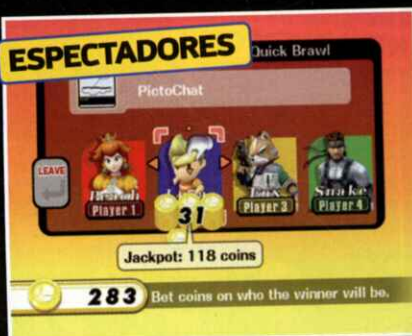 ESPECTADORES
Quick Brawl
PictoChat
LEAVE
Peach
Fox
Snake
Player 1
31
Player 3
Player 4
Jackpot: 118 coins
283 Bet coins on who the winner will be.